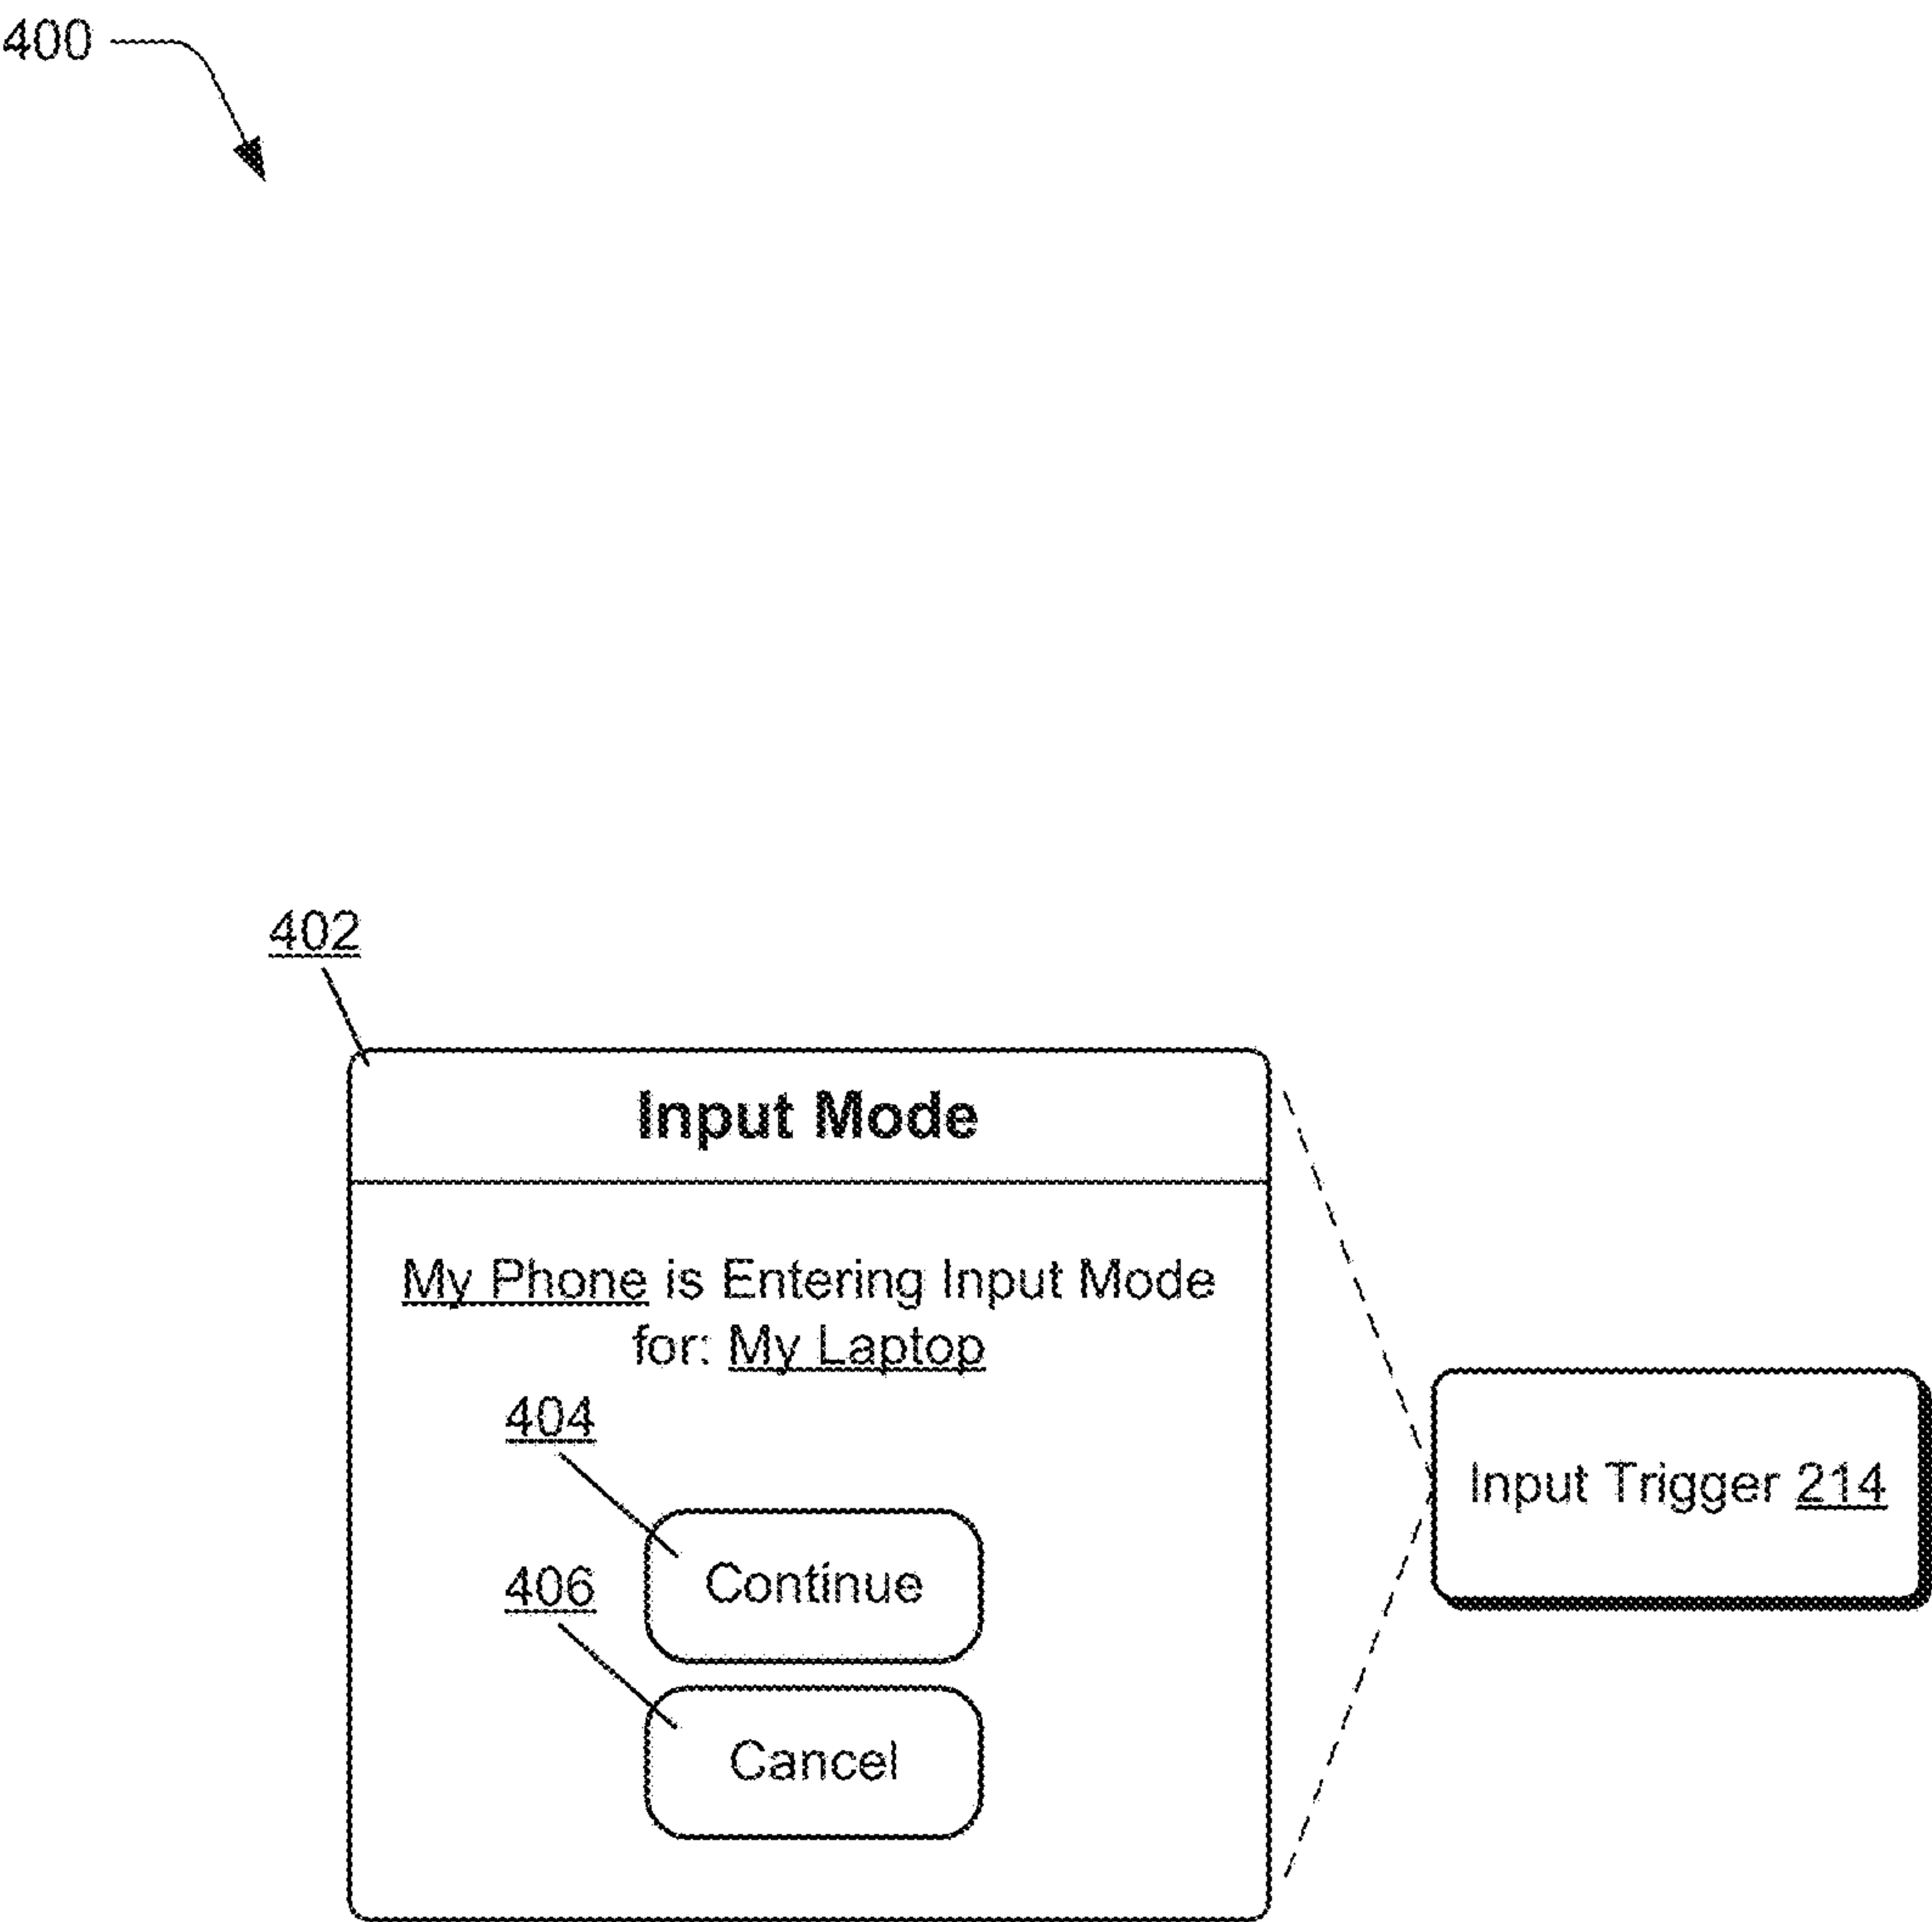 400
402
Input Mode
My Phone is Entering Input Mode
for: My Laptop
404
Continue
406
Cancel
Input Trigger 214